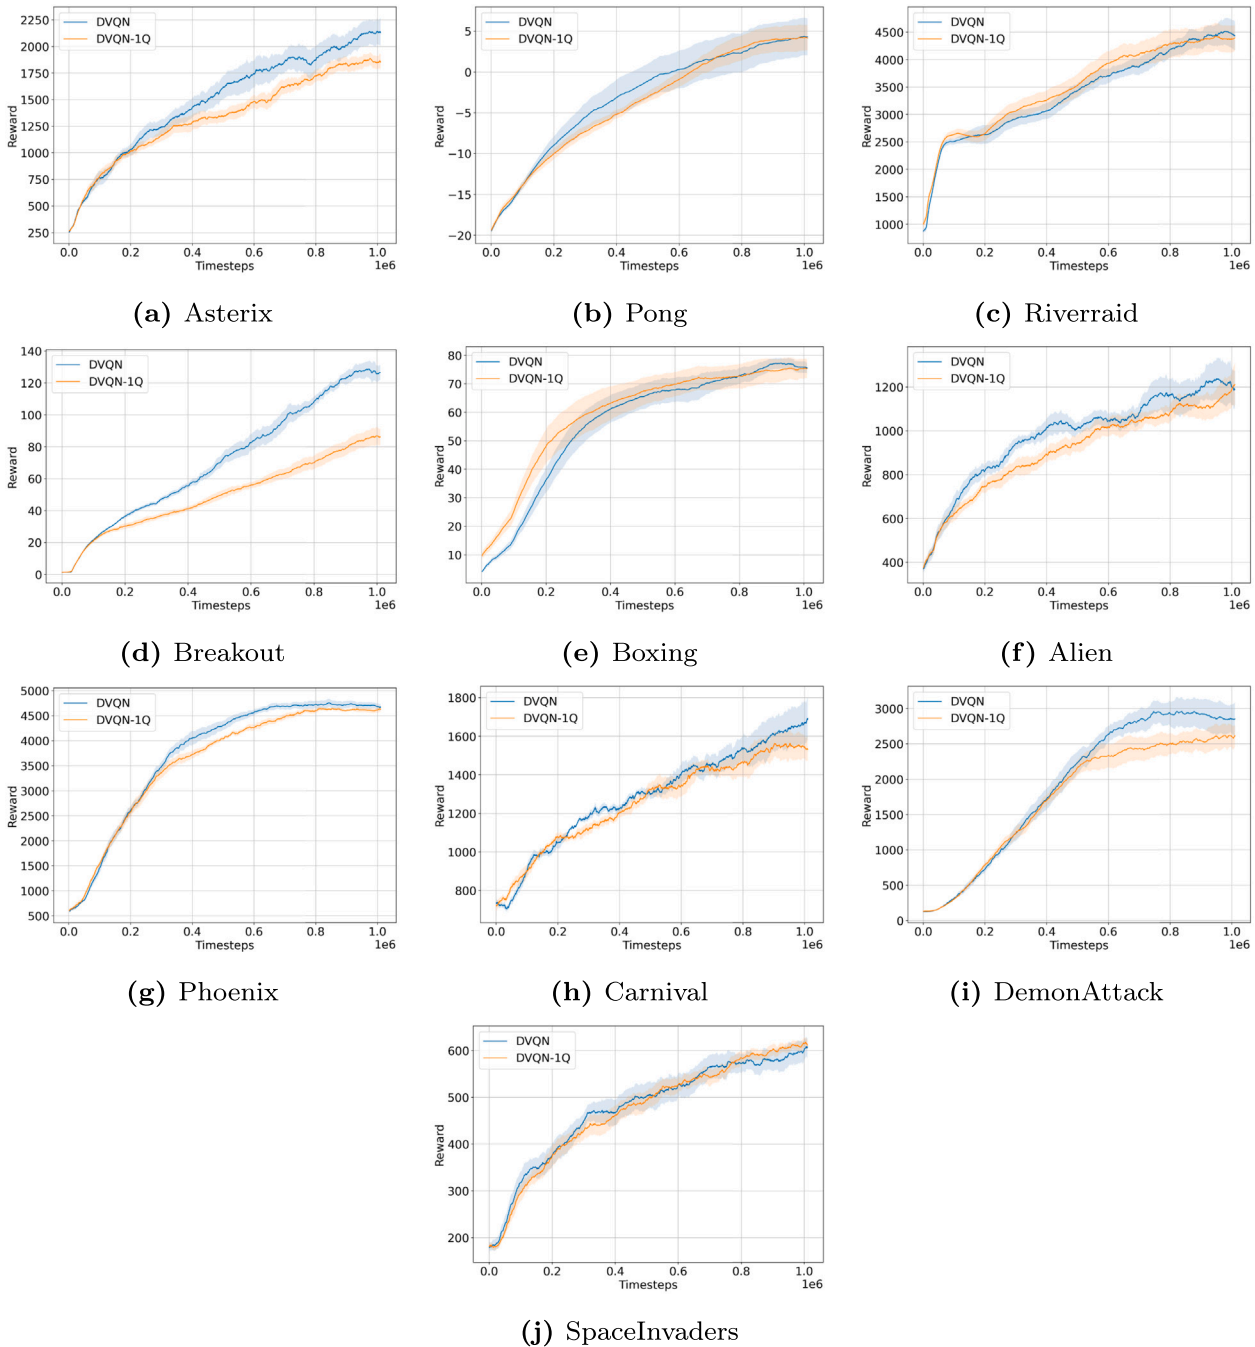 2250
2000
1750
1500
1250
1000
750
500
250
Reward
DVQN
DVQN-1Q
0.0 0.2 0.4 0.6 0.8 1.0
Timesteps
1e6
(a) Asterix
5
0
−5
−10
−15
−20
Reward
DVQN
DVQN-1Q
0.0 0.2 0.4 0.6 0.8 1.0
Timesteps
1e6
(b) Pong
4500
4000
3500
3000
2500
2000
1500
1000
Reward
DVQN
DVQN-1Q
0.0 0.2 0.4 0.6 0.8 1.0
Timesteps
1e6
(c) Riverraid
140
120
100
80
60
40
20
0
Reward
DVQN
DVQN-1Q
0.0 0.2 0.4 0.6 0.8 1.0
Timesteps
1e6
(d) Breakout
80
70
60
50
40
30
20
10
Reward
DVQN
DVQN-1Q
0.0 0.2 0.4 0.6 0.8 1.0
Timesteps
1e6
(e) Boxing
1200
1000
800
600
400
Reward
DVQN
DVQN-1Q
0.0 0.2 0.4 0.6 0.8 1.0
Timesteps
1e6
(f) Alien
5000
4500
4000
3500
3000
2500
2000
1500
1000
500
Reward
DVQN
DVQN-1Q
0.0 0.2 0.4 0.6 0.8 1.0
Timesteps
1e6
(g) Phoenix
1800
1600
1400
1200
1000
800
Reward
DVQN
DVQN-1Q
0.0 0.2 0.4 0.6 0.8 1.0
Timesteps
1e6
(h) Carnival
3000
2500
2000
1500
1000
500
0
Reward
DVQN
DVQN-1Q
0.0 0.2 0.4 0.6 0.8 1.0
Timesteps
1e6
(i) DemonAttack
600
500
400
300
200
Reward
DVQN
DVQN-1Q
0.0 0.2 0.4 0.6 0.8 1.0
Timesteps
1e6
(j) SpaceInvaders